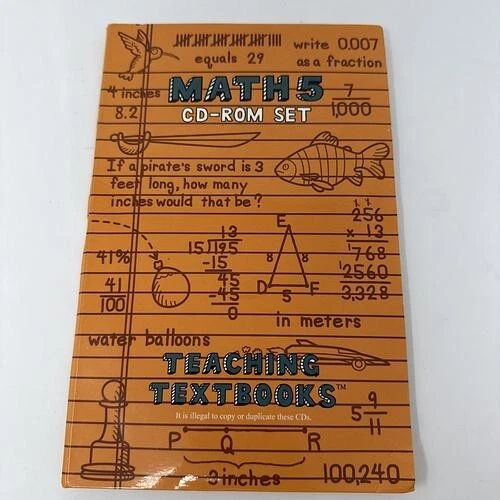 equals 29
write 0.007
as a fraction
7
1,000
4 inches
8.2
MATH 5
CD-ROM SET
If a pirate's sword is 3
feet long, how many
inches would that be?
256
x 13
768
2560
3,328
41%
41
100
13
15 195
-15
45
-45
0
E
8 8
D F
5
in meters
water balloons
TEACHING
TEXTBOOKS™
It is illegal to copy or duplicate these CDs.
5 9
11
P Q R
3 inches
100,240